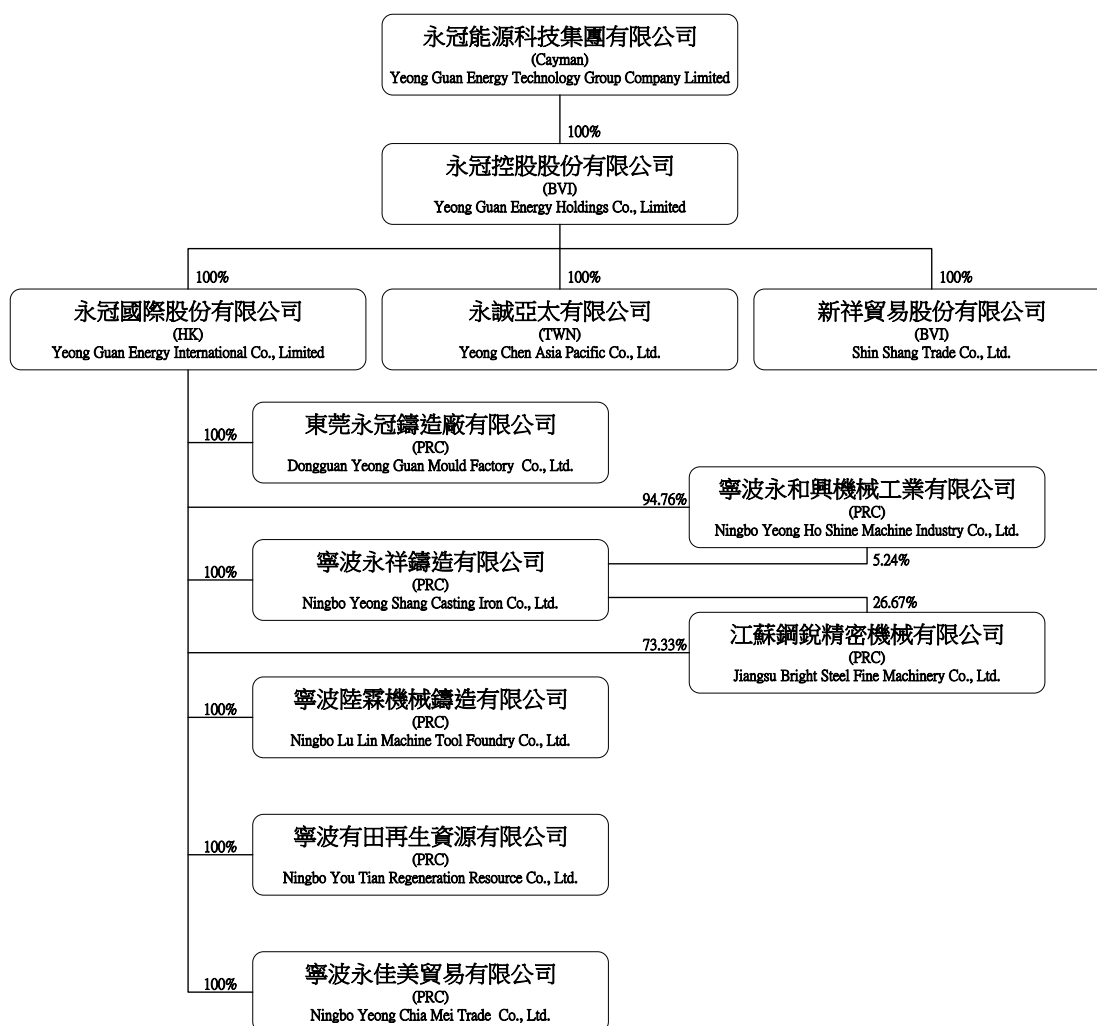 永冠能源科技集團有限公司
(Cayman)
Yeong Guan Energy Technology Group Company Limited
100%
永冠控股股份有限公司
(BVI)
Yeong Guan Energy Holdings Co., Limited
100%
100%
100%
永冠國際股份有限公司
(HK)
Yeong Guan Energy International Co., Limited
永誠亞太有限公司
(TWN)
Yeong Chen Asia Pacific Co., Ltd.
新祥貿易股份有限公司
(BVI)
Shin Shang Trade Co., Ltd.
100%
東莞永冠鑄造廠有限公司
(PRC)
Dongguan Yeong Guan Mould Factory Co., Ltd.
94.76%
寧波永和興機械工業有限公司
(PRC)
Ningbo Yeong Ho Shine Machine Industry Co., Ltd.
5.24%
100%
寧波永祥鑄造有限公司
(PRC)
Ningbo Yeong Shang Casting Iron Co., Ltd.
26.67%
73.33%
江蘇鋼銳精密機械有限公司
(PRC)
Jiangsu Bright Steel Fine Machinery Co., Ltd.
100%
寧波陸霖機械鑄造有限公司
(PRC)
Ningbo Lu Lin Machine Tool Foundry Co., Ltd.
100%
寧波有田再生資源有限公司
(PRC)
Ningbo You Tian Regeneration Resource Co., Ltd.
100%
寧波永佳美貿易有限公司
(PRC)
Ningbo Yeong Chia Mei Trade Co., Ltd.